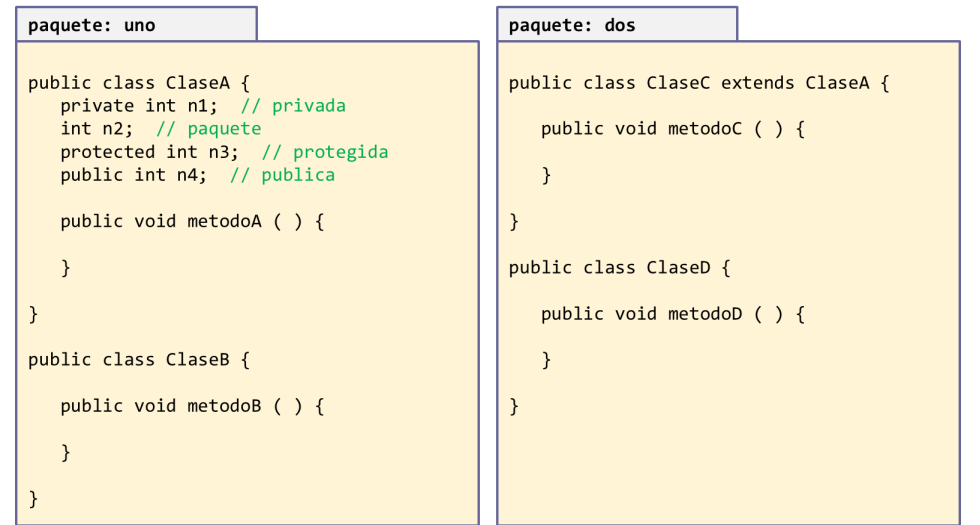 paquete: uno
public class ClaseA {
private int n1;  // privada
int n2;  // paquete
protected int n3;  // protegida
public int n4;  // publica
public void metodoA ( ) {
}
}
public class ClaseB {
public void metodoB ( ) {
}
}
paquete: dos
public class ClaseC extends ClaseA {
public void metodoC ( ) {
}
}
public class ClaseD {
public void metodoD ( ) {
}
}